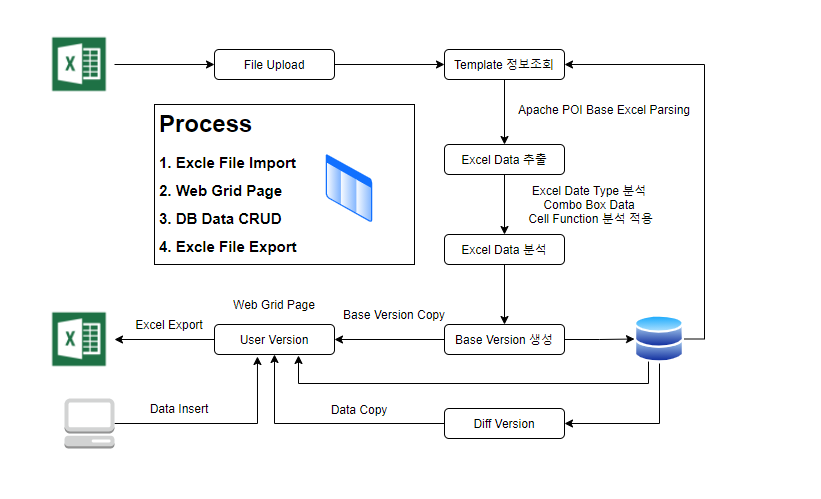 X
File Upload
Template 정보조회
Apache POI Base Excel Parsing
Process
1. Excle File Import
2. Web Grid Page
3. DB Data CRUD
4. Excle File Export
Excel Data 추출
Excel Date Type 분석
Combo Box Data
Cell Function 분석 적용
Excel Data 분석
Web Grid Page
Base Version Copy
X
Excel Export
User Version
Base Version 생성
Data Insert
Data Copy
Diff Version